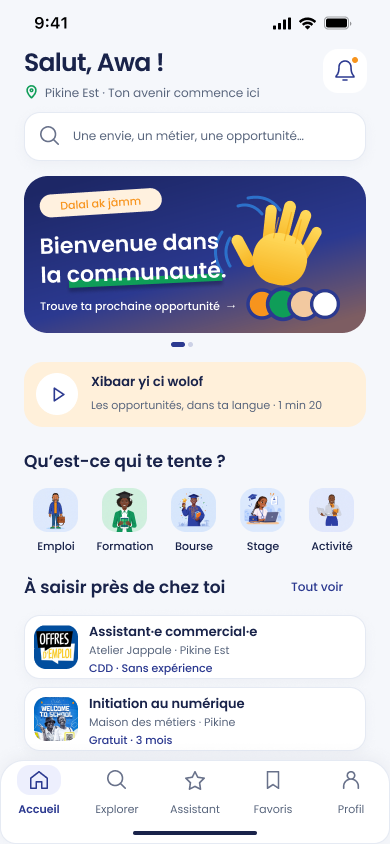 9:41
Salut, Awa !
Pikine Est · Ton avenir commence ici
Une envie, un métier, une opportunité…
Dalal ak jàmm
Bienvenue dans
la communauté.
Trouve ta prochaine opportunité →
Xibaar yi ci wolof
Les opportunités, dans ta langue · 1 min 20
Qu’est-ce qui te tente ?
Emploi
Formation
Bourse
Stage
Activité
À saisir près de chez toi
Tout voir
OFFRES
D'EMPLOI
Assistant·e commercial·e
Atelier Jappale · Pikine Est
CDD · Sans expérience
WELCOME
TO SCHOOL
Initiation au numérique
Maison des métiers · Pikine
Gratuit · 3 mois
Accueil
Explorer
Assistant
Favoris
Profil